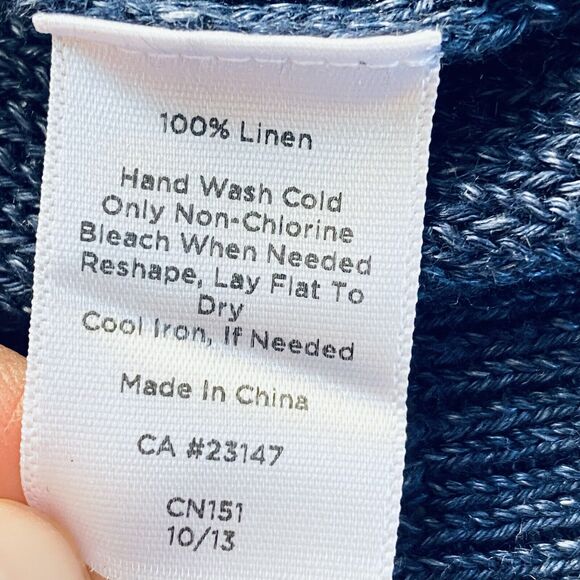 100% Linen
Hand Wash Cold
Only Non-Chlorine
Bleach When Needed
Reshape, Lay Flat To
Dry
Cool Iron, If Needed
Made In China
CA #23147
CN151
10/13